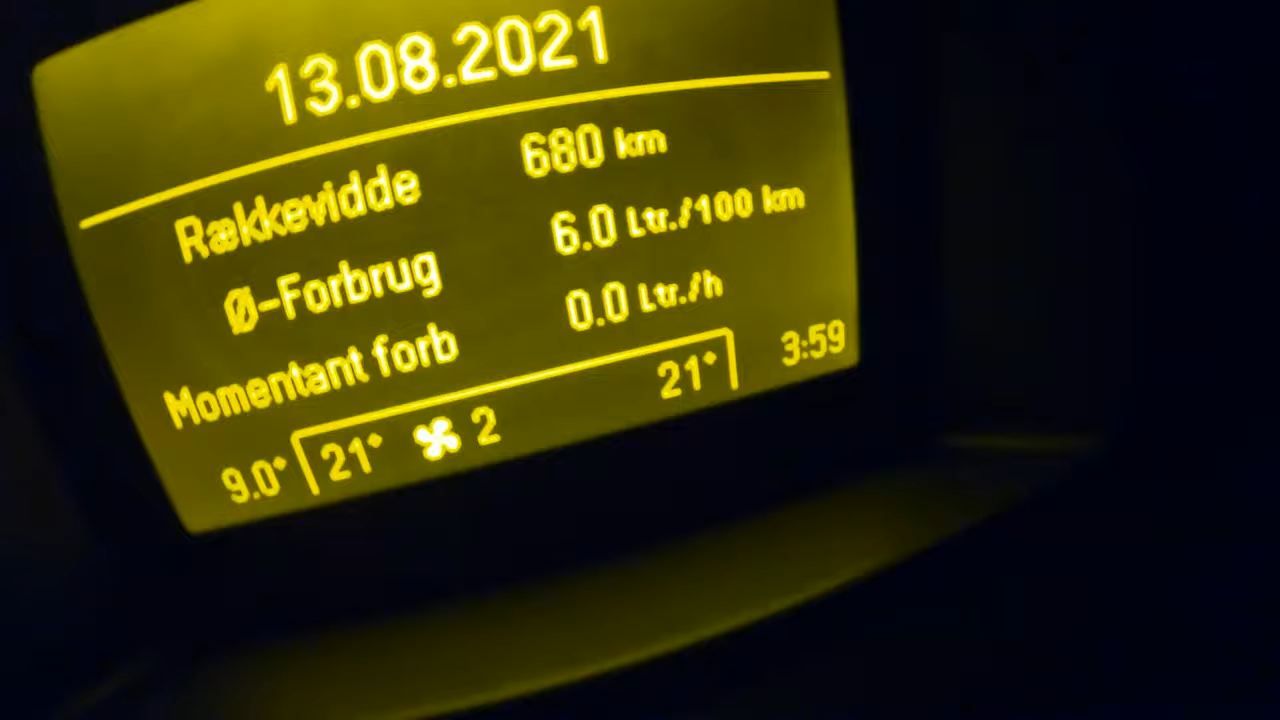 13.08.2021
Rækkevidde 680 km
Ø-Forbrug 6.0 Ltr./100 km
Momentant forb 0.0 Ltr./h
9.0° 21° 2 21° 3:59